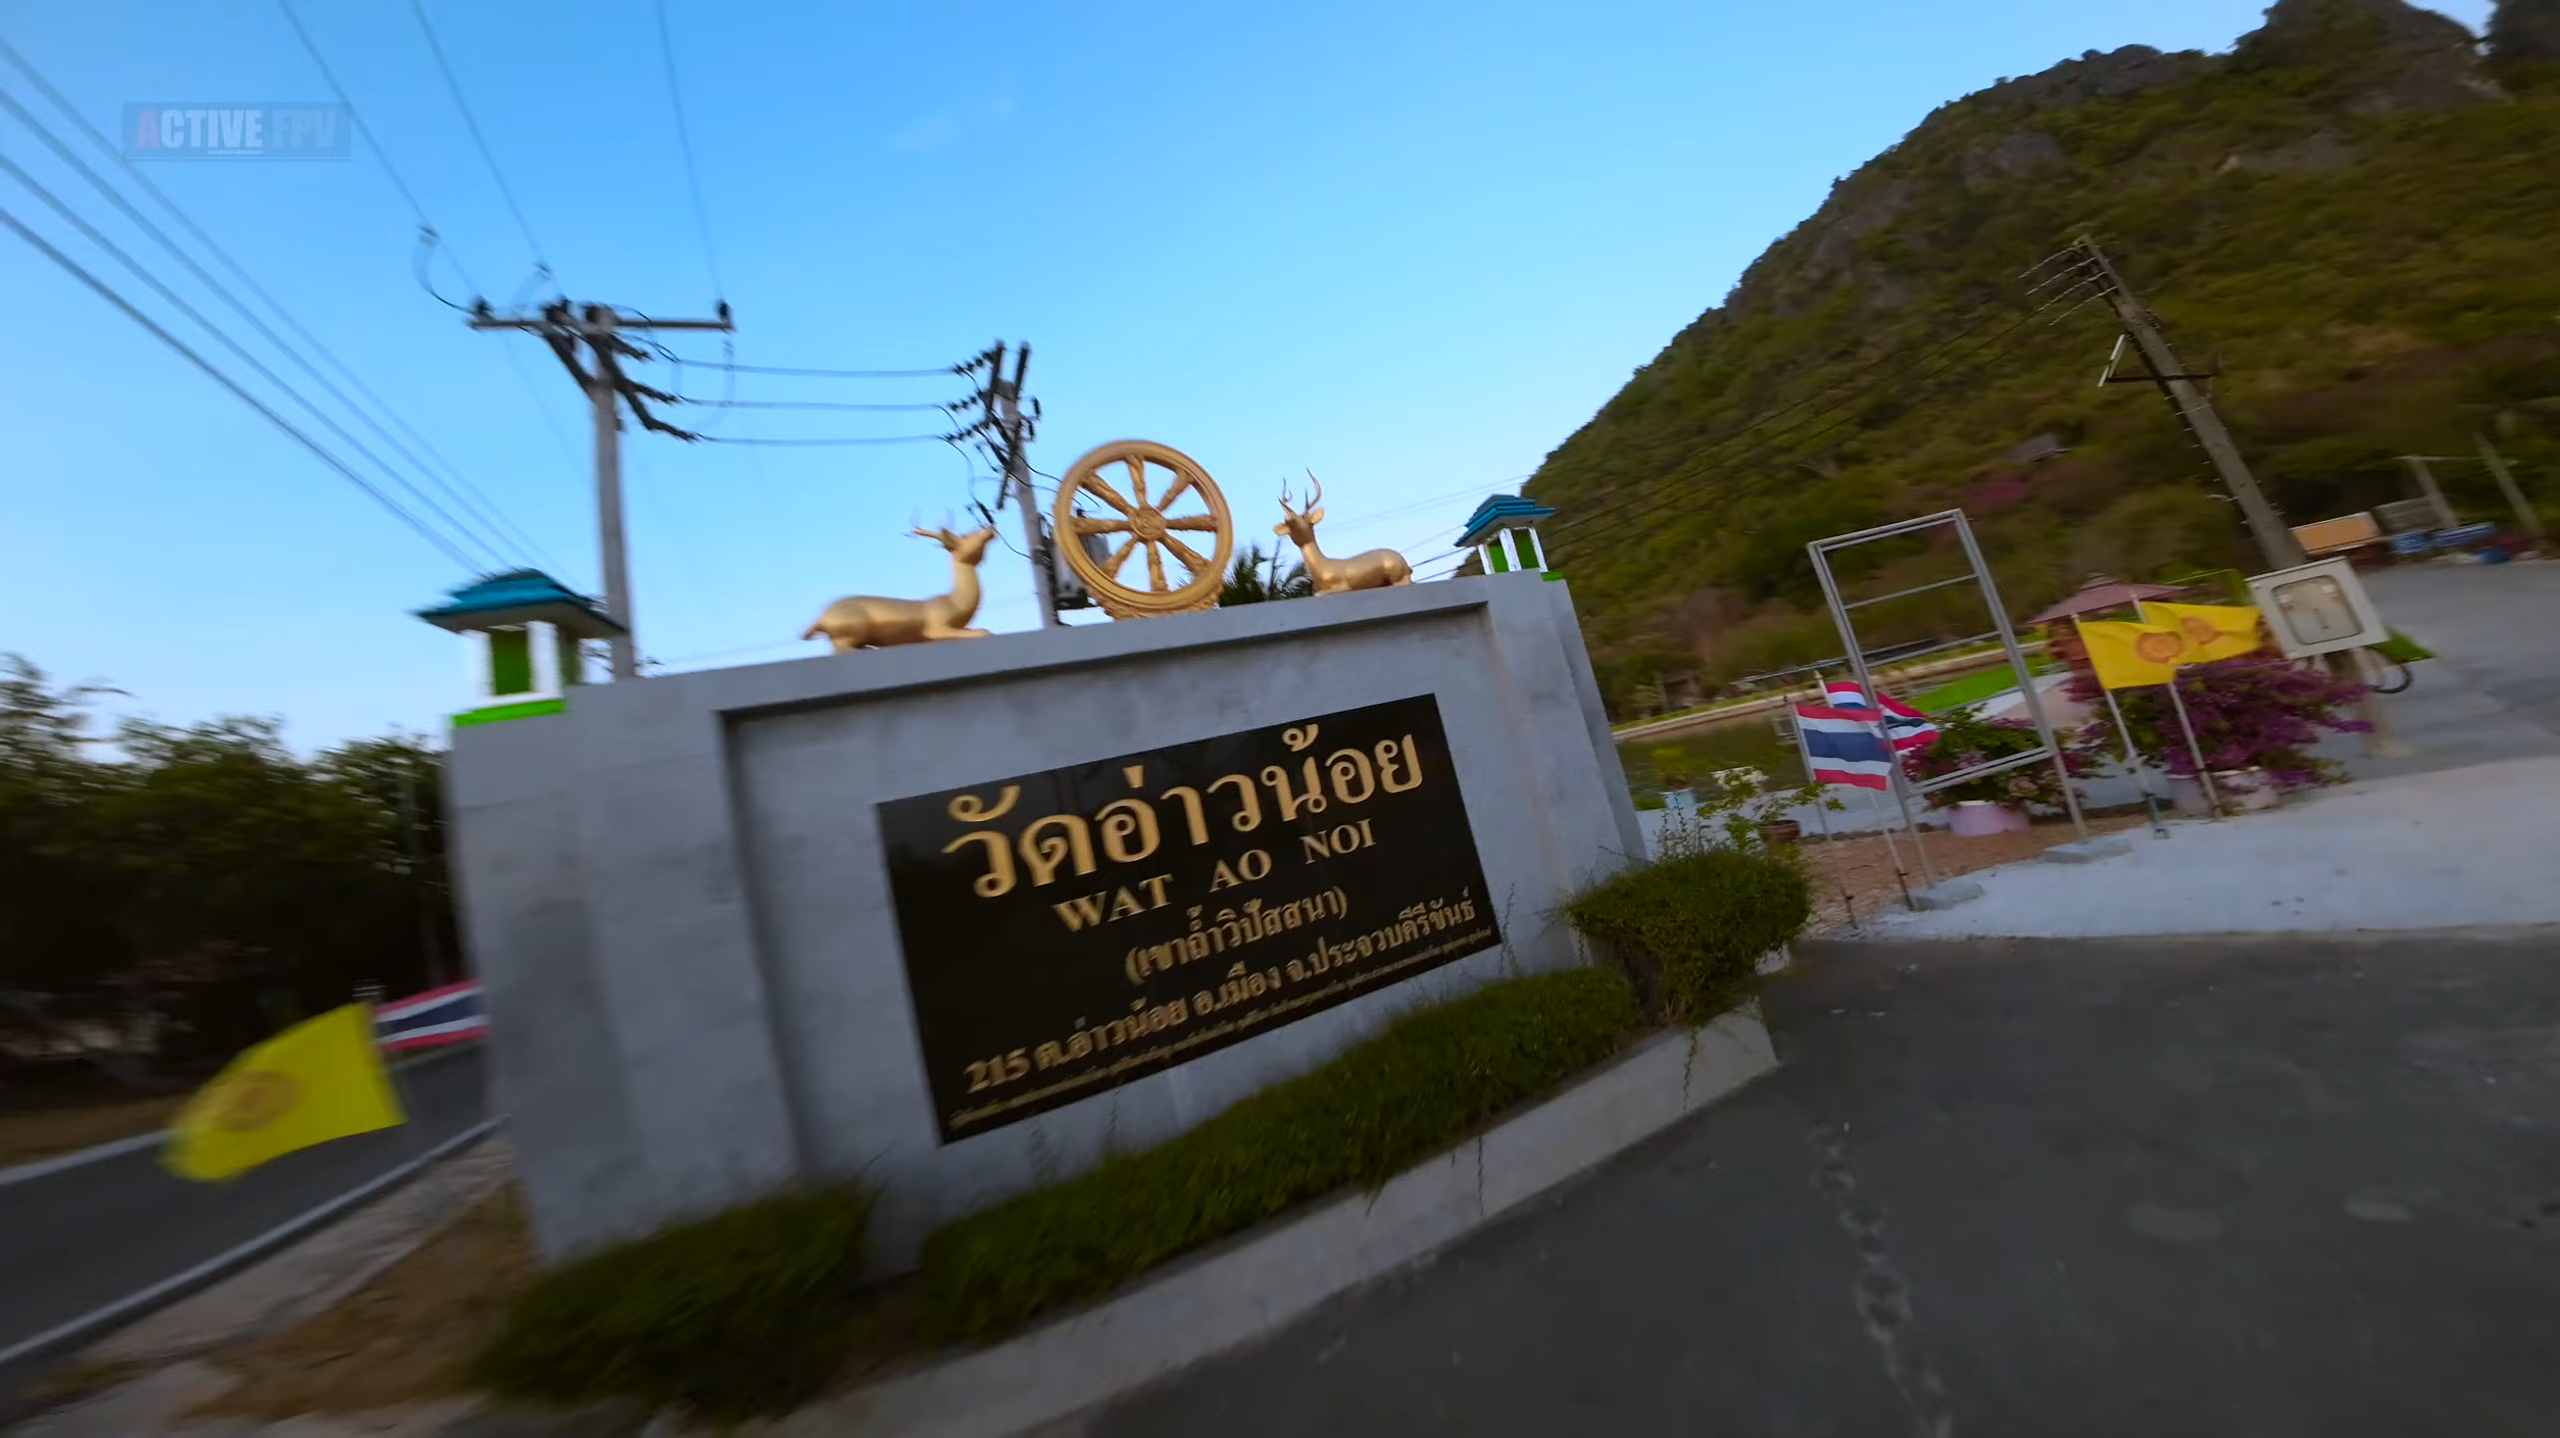 ACTIVE FPV
วัดอ่าวน้อย
WAT AO NOI
(เขาถ้ำวิปัสสนา)
215 ต.อ่าวน้อย อ.เมือง จ.ประจวบคีรีขันธ์